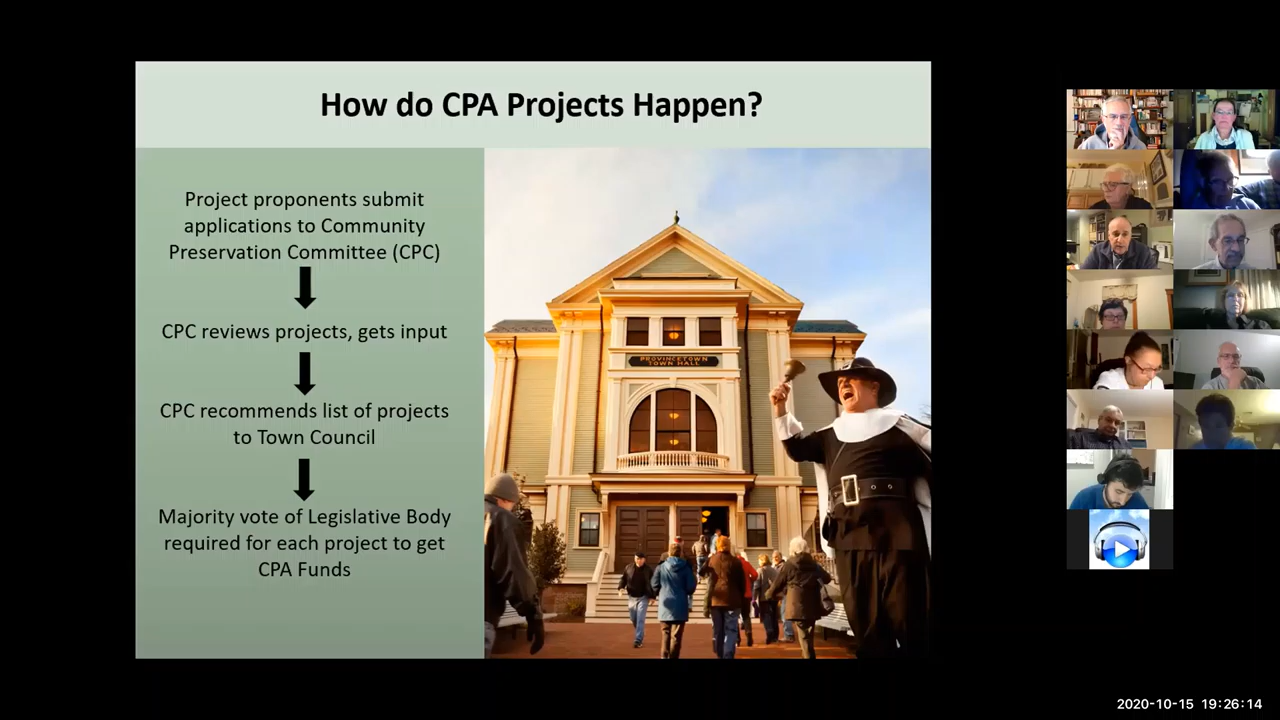 How do CPA Projects Happen?
Project proponents submit
applications to Community
Preservation Committee (CPC)
CPC reviews projects, gets input
CPC recommends list of projects
to Town Council
Majority vote of Legislative Body
required for each project to get
CPA Funds
PROVINCETOWN
TOWN HALL
2020-10-15 19:26:14